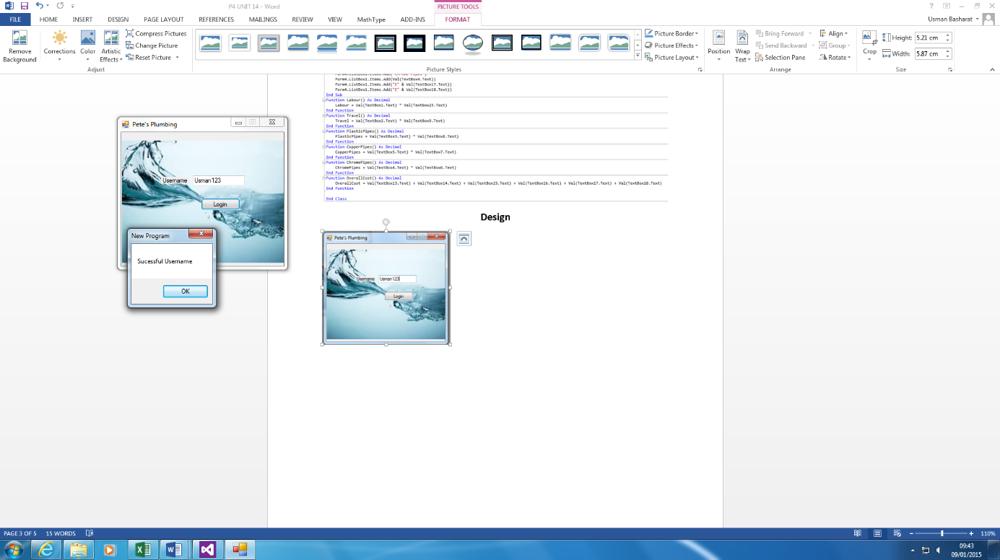 P4 UNIT 14 - Word
PICTURE TOOLS
FILE HOME INSERT DESIGN PAGE LAYOUT REFERENCES MAILINGS REVIEW VIEW MathType ADD-INS FORMAT
Usman Basharat
Remove Background
Corrections
Color
Artistic Effects
Compress Pictures
Change Picture
Reset Picture
Adjust
Picture Styles
Picture Border
Picture Effects
Picture Layout
Position
Wrap Text
Bring Forward
Send Backward
Selection Pane
Align
Group
Rotate
Arrange
Crop
Height: 5.21 cm
Width: 5.87 cm
Size
Form4.ListBox1.Items.Add(Val(TextBox4.Text))
Form4.ListBox1.Items.Add("£" & Val(TextBox17.Text))
Form4.ListBox1.Items.Add("£" & Val(TextBox18.Text))
End Sub
Function Labour() As Decimal
Labour = Val(TextBox1.Text) * Val(Textbox23.Text)
End Function
Function Travel() As Decimal
Travel = Val(TextBox2.Text) * Val(TextBox9.Text)
End Function
Function PlasticPipes() As Decimal
PlasticPipes = Val(TextBox3.Text) * Val(TextBox8.Text)
End Function
Function CopperPipes() As Decimal
CopperPipes = Val(TextBox5.Text) * Val(TextBox7.Text)
End Function
Function ChromePipes() As Decimal
ChromePipes = Val(TextBox4.Text) * Val(TextBox6.Text)
End Function
Function OverallCost() As Decimal
OverallCost = Val(TextBox13.Text) + Val(TextBox14.Text) + Val(TextBox15.Text) + Val(TextBox16.Text) + Val(TextBox17.Text) + Val(TextBox18.Text)
End Function
End Class
Design
Pete's Plumbing
Username Usman123
Login
New Program
Sucessful Username
OK
Pete's Plumbing
Username Usman123
Login
PAGE 3 OF 5 15 WORDS
110%
09:43
09/01/2015